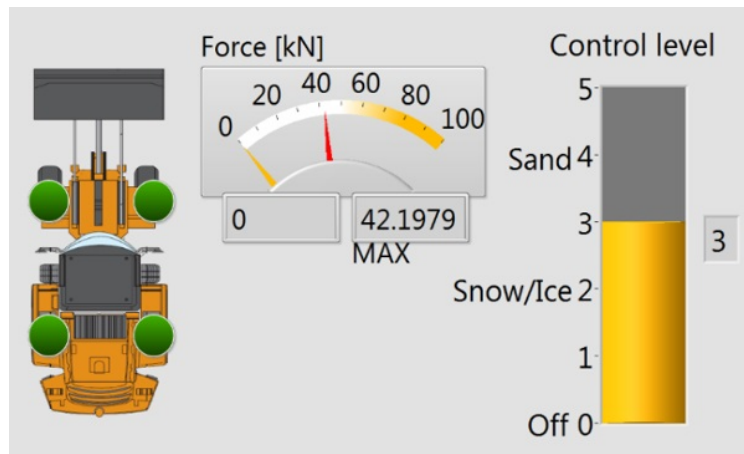 Force [kN]
0 20 40 60 80 100
0
42.1979
MAX
Control level
5
Sand 4
3
3
Snow/Ice 2
1
Off 0